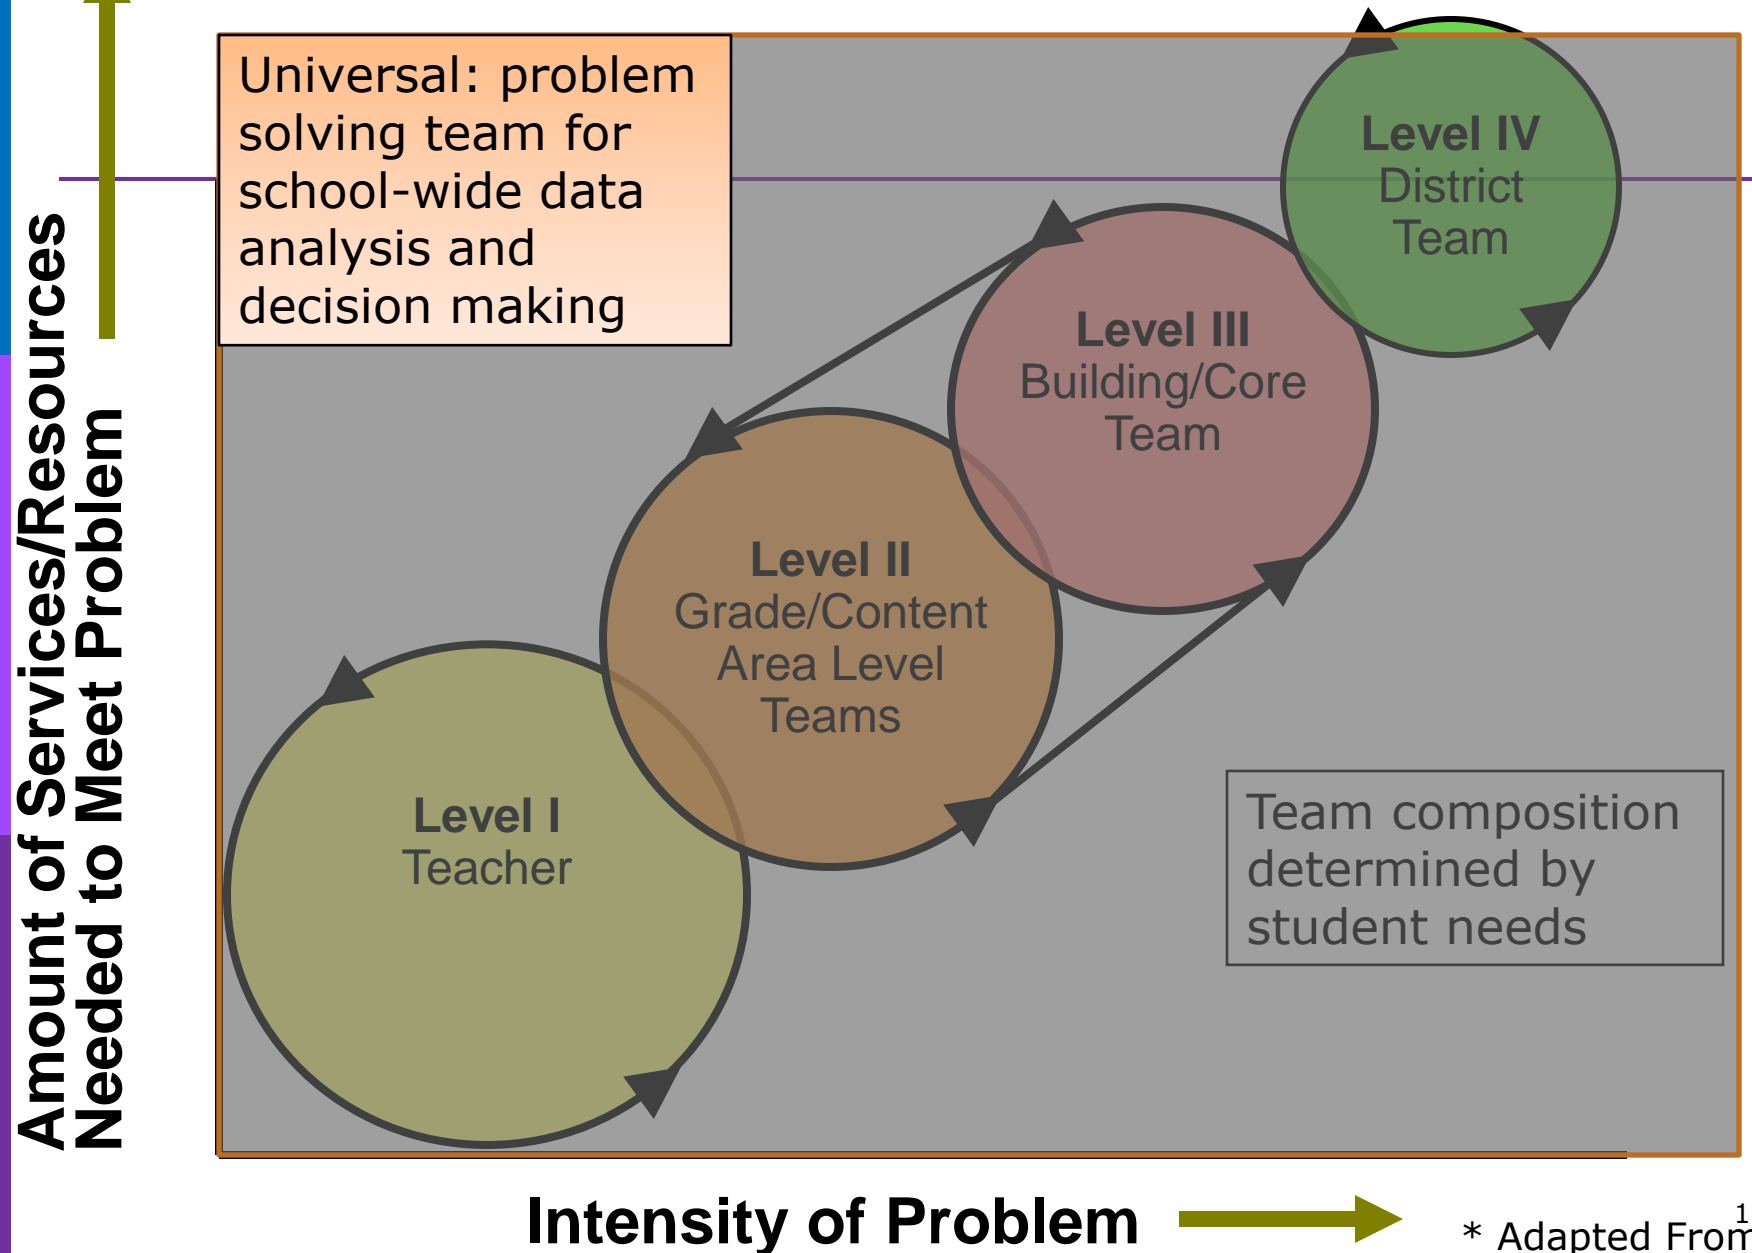 Universal: problem
solving team for
school-wide data
analysis and
decision making
Level IV
District
Team
Level III
Building/Core
Team
Level II
Grade/Content
Area Level
Teams
Level I
Teacher
Team composition
determined by
student needs
Amount of Services/Resources
Needed to Meet Problem
Intensity of Problem
1
* Adapted From